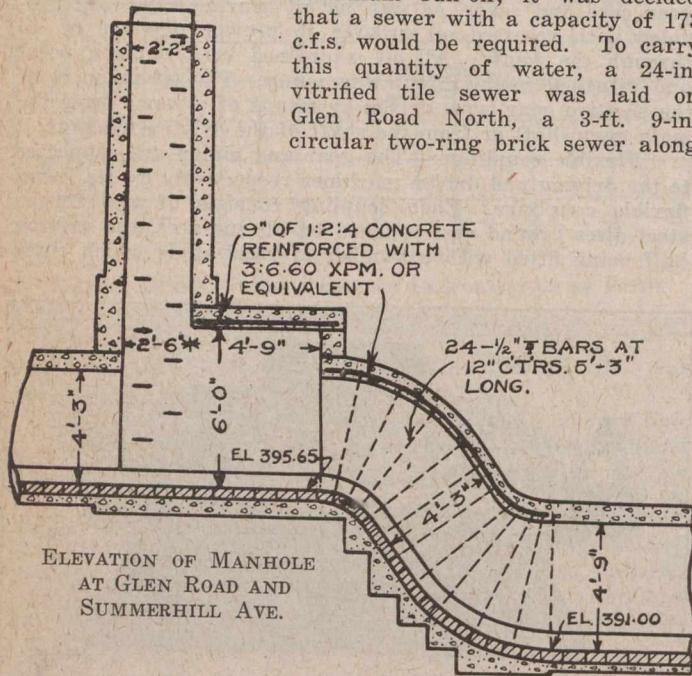 that a sewer with a capacity of 173
c.f.s. would be required. To carry
this quantity of water, a 24-in
vitrified tile sewer was laid on
Glen Road North, a 3-ft. 9-in
circular two-ring brick sewer along
2'-2"
9" OF 1:2:4 CONCRETE
REINFORCED WITH
3:6.60 XPM. OR
EQUIVALENT
2'-6"
4'-9"
24-½" T BARS AT
12" CTRS. 5'-3"
LONG.
4'-3"
6'-0"
EL 395.65
4'-3"
4'-9"
EL 391.00
ELEVATION OF MANHOLE
AT GLEN ROAD AND
SUMMERHILL AVE.